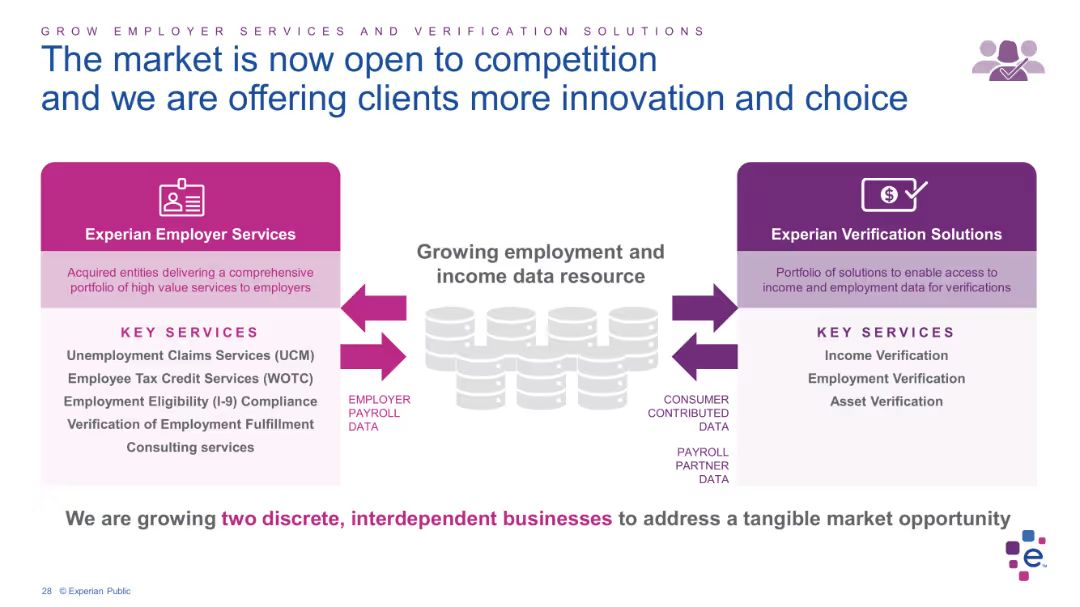 GROW EMPLOYER SERVICES AND VERIFICATION SOLUTIONS
The market is now open to competition
and we are offering clients more innovation and choice
Experian Employer Services
Acquired entities delivering a comprehensive
portfolio of high value services to employers
KEY SERVICES
Unemployment Claims Services (UCM)
Employee Tax Credit Services (WOTC)
Employment Eligibility (I-9) Compliance
Verification of Employment Fulfillment
Consulting services
Growing employment and
income data resource
EMPLOYER
PAYROLL
DATA
CONSUMER
CONTRIBUTED
DATA
PAYROLL
PARTNER
DATA
$
Experian Verification Solutions
Portfolio of solutions to enable access to
income and employment data for verifications
KEY SERVICES
Income Verification
Employment Verification
Asset Verification
We are growing two discrete, interdependent businesses to address a tangible market opportunity
e™
28 © Experian Public